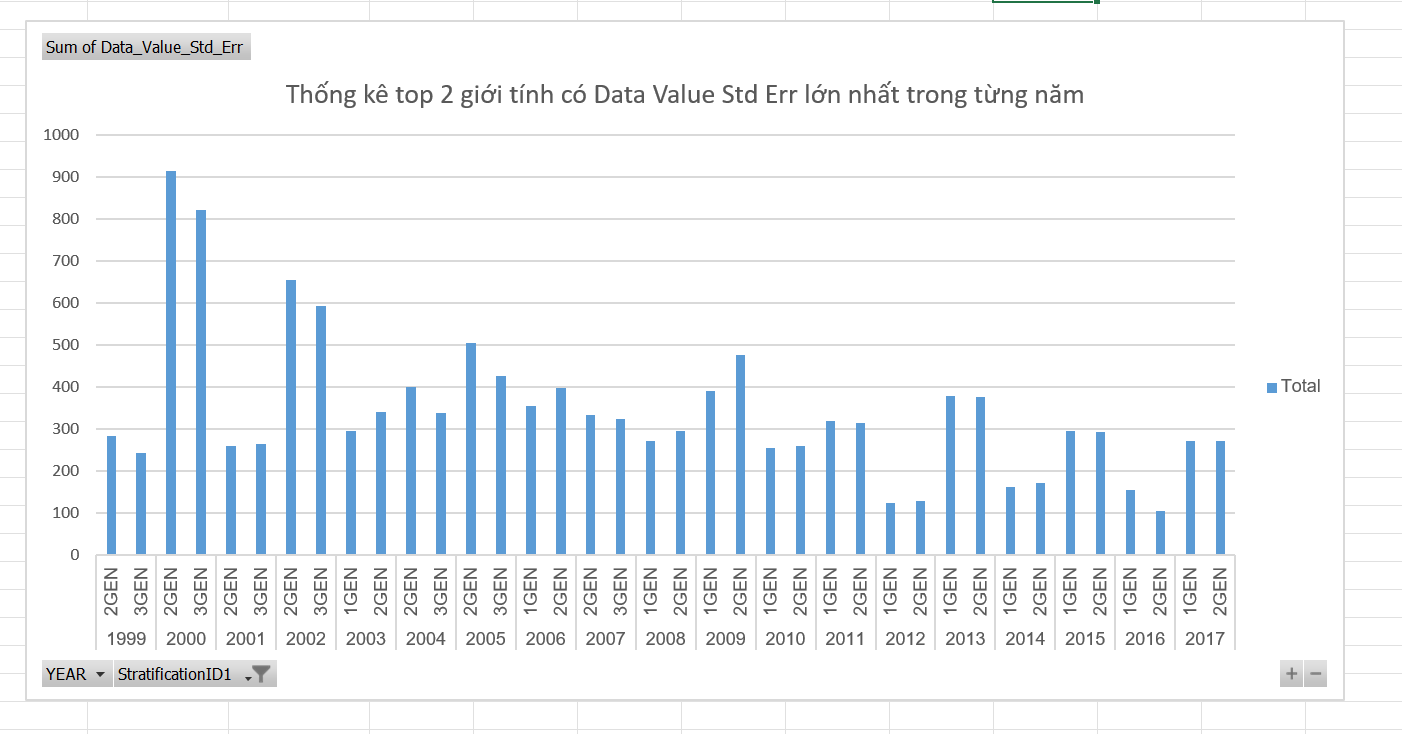 Sum of Data_Value_Std_Err
Thống kê top 2 giới tính có Data Value Std Err lớn nhất trong từng năm
1000
900
800
700
600
500
400
300
200
100
0
Total
2GEN 3GEN 2GEN 3GEN 2GEN 3GEN 2GEN 3GEN 1GEN 2GEN 2GEN 3GEN 2GEN 3GEN 1GEN 2GEN 2GEN 3GEN 1GEN 2GEN 1GEN 2GEN 1GEN 2GEN 1GEN 2GEN 1GEN 2GEN 1GEN 2GEN 1GEN 2GEN 1GEN 2GEN 1GEN 2GEN 1GEN 2GEN
1999 2000 2001 2002 2003 2004 2005 2006 2007 2008 2009 2010 2011 2012 2013 2014 2015 2016 2017
YEAR StratificationID1